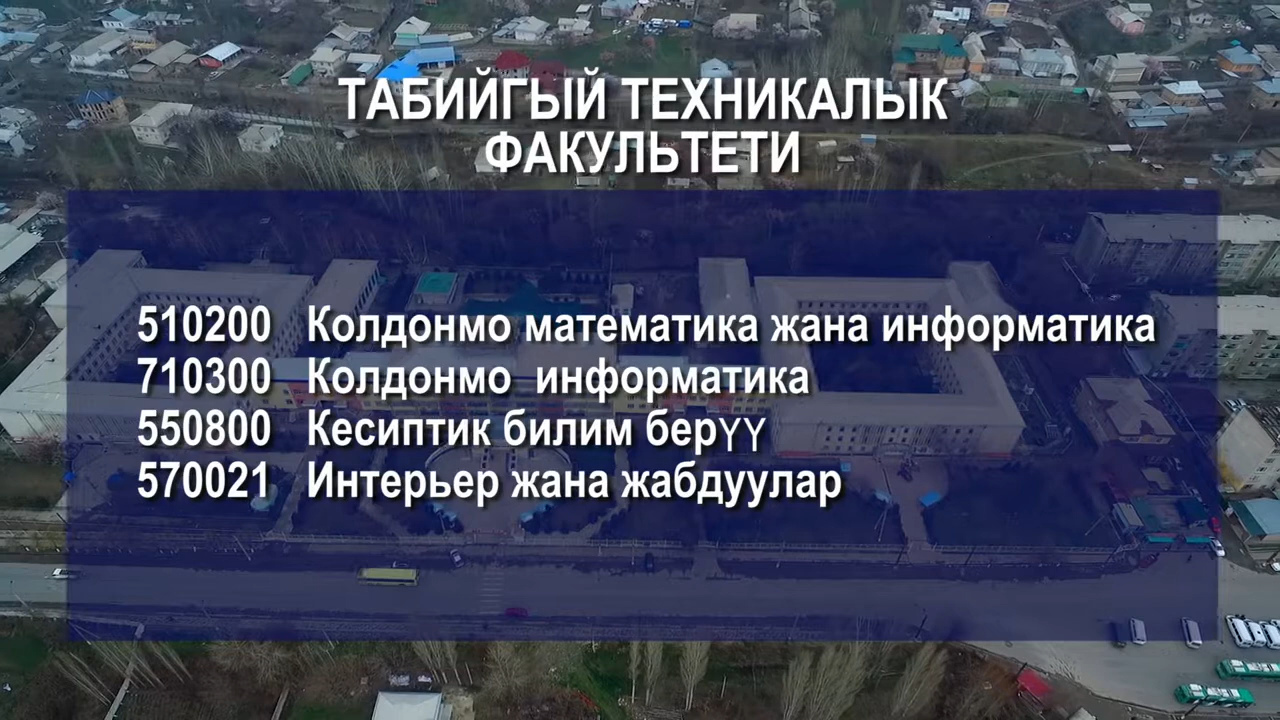 ТАБИЙГЫЙ ТЕХНИКАЛЫК
ФАКУЛЬТЕТИ
510200 Колдонмо математика жана информатика
710300 Колдонмо информатика
550800 Кесиптик билим берүү
570021 Интерьер жана жабдуулар